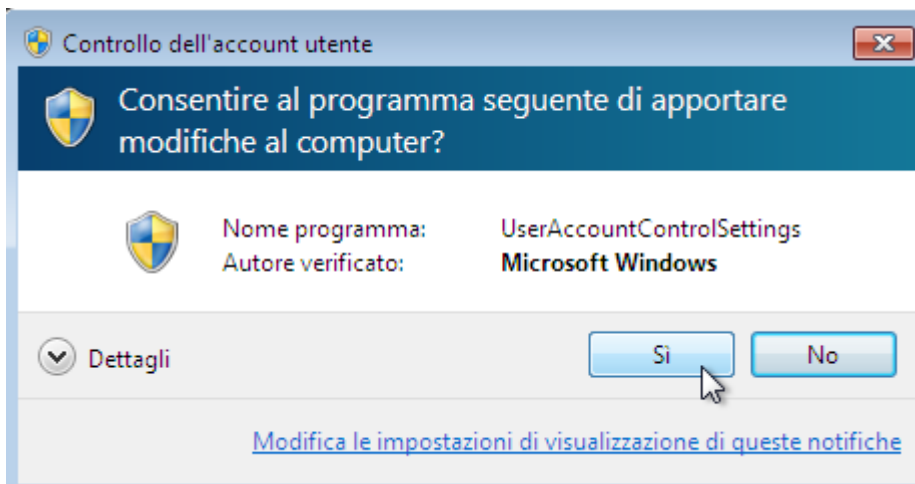 Controllo dell'account utente
Consentire al programma seguente di apportare
modifiche al computer?
Nome programma: UserAccountControlSettings
Autore verificato: Microsoft Windows
Dettagli Sì No
Modifica le impostazioni di visualizzazione di queste notifiche